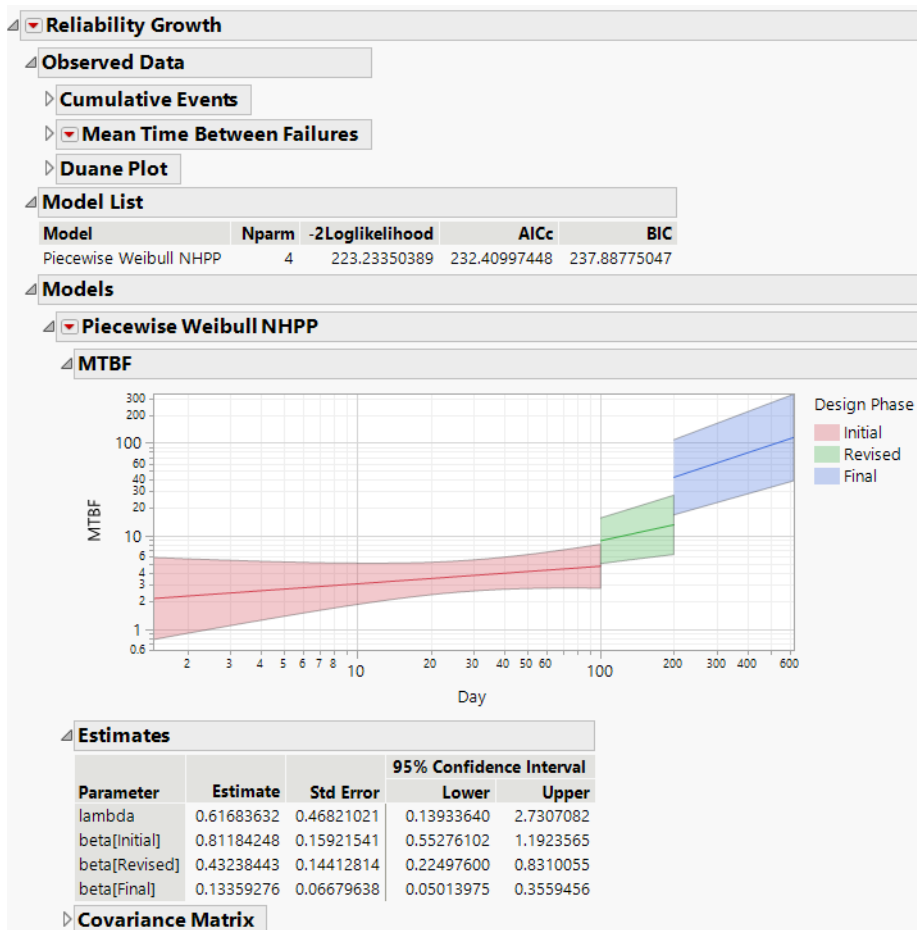 Reliability Growth
Observed Data
Cumulative Events
Mean Time Between Failures
Duane Plot
Model List
Model Nparm -2Loglikelihood AICc BIC
Piecewise Weibull NHPP 4 223.23350389 232.40997448 237.88775047
Models
Piecewise Weibull NHPP
MTBF
300
200
100
60
40
30
20
10
6
4
3
2
1
0.6
MTBF
2 3 4 5 6 7 8 10 20 30 40 50 60 100 200 300 400 600
Day
Design Phase
Initial
Revised
Final
Estimates
95% Confidence Interval
Parameter Estimate Std Error Lower Upper
lambda 0.61683632 0.46821021 0.13933640 2.7307082
beta[Initial] 0.81184248 0.15921541 0.55276102 1.1923565
beta[Revised] 0.43238443 0.14412814 0.22497600 0.8310055
beta[Final] 0.13359276 0.06679638 0.05013975 0.3559456
Covariance Matrix